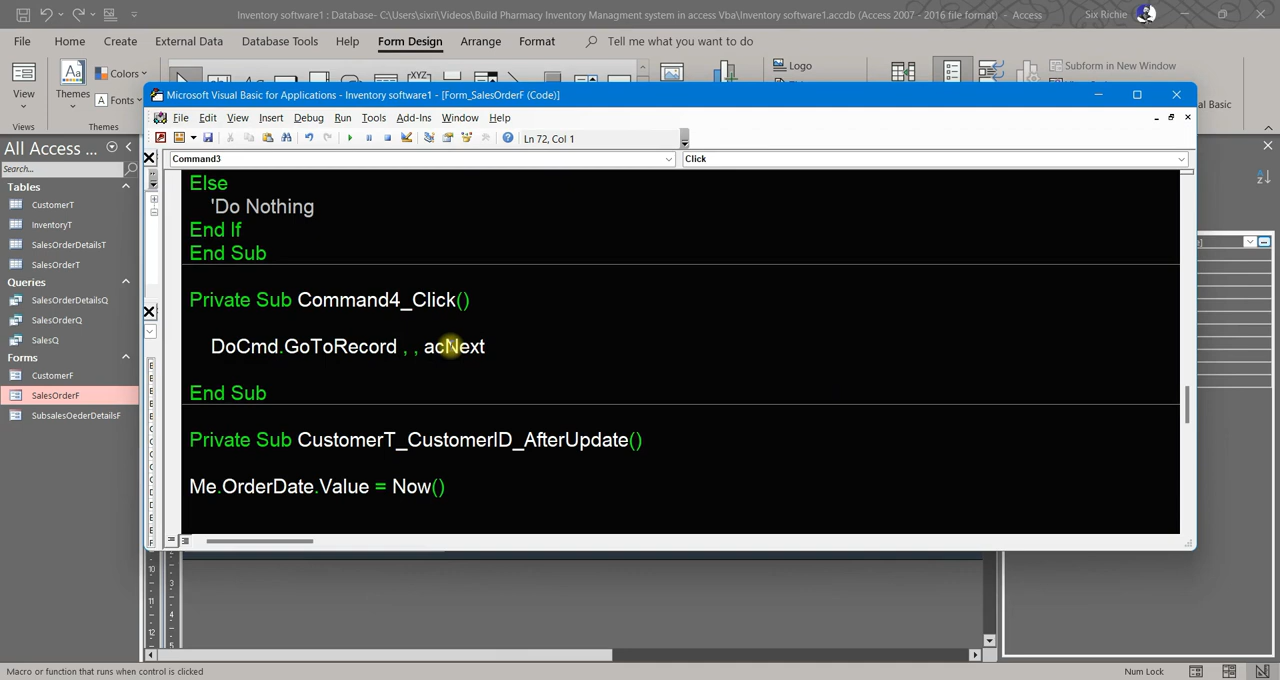 Inventory software1 : Database- C:\Users\sixri\Videos\Build Pharmacy Inventory Managment system in access Vba\Inventory software1.accdb (Access 2007 - 2016 file format) - Access
Six Richie
File Home Create External Data Database Tools Help Form Design Arrange Format Tell me what you want to do
View
Views
Themes
Colors
Fonts
Themes
XYZ
Logo
Subform in New Window
Microsoft Visual Basic for Applications - Inventory software1 - [Form_SalesOrderF (Code)]
File Edit View Insert Debug Run Tools Add-Ins Window Help
Ln 72, Col 1
Command3
Click
All Access ...
Search...
Tables
CustomerT
InventoryT
SalesOrderDetailsT
SalesOrderT
Queries
SalesOrderDetailsQ
SalesOrderQ
SalesQ
Forms
CustomerF
SalesOrderF
SubsalesOederDetailsF
Else
'Do Nothing
End If
End Sub
Private Sub Command4_Click()
DoCmd.GoToRecord , , acNext
End Sub
Private Sub CustomerT_CustomerID_AfterUpdate()
Me.OrderDate.Value = Now()
Macro or function that runs when control is clicked
Num Lock